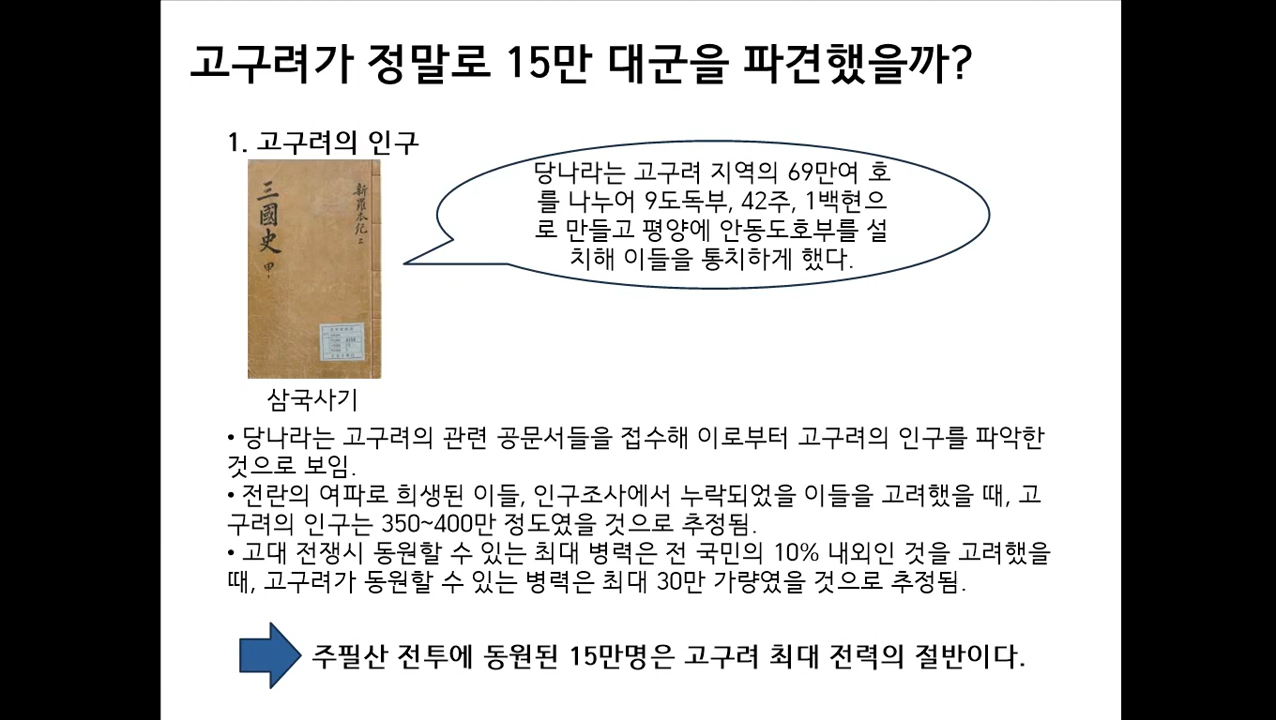 고구려가 정말로 15만 대군을 파견했을까?
1. 고구려의 인구
당나라는 고구려 지역의 69만여 호
를 나누어 9도독부, 42주, 1백현으
로 만들고 평양에 안동도호부를 설
치해 이들을 통치하게 했다.
三國史 甲
新羅本紀 二
삼국사기
• 당나라는 고구려의 관련 공문서들을 접수해 이로부터 고구려의 인구를 파악한
것으로 보임.
• 전란의 여파로 희생된 이들, 인구조사에서 누락되었을 이들을 고려했을 때, 고
구려의 인구는 350~400만 정도였을 것으로 추정됨.
• 고대 전쟁시 동원할 수 있는 최대 병력은 전 국민의 10% 내외인 것을 고려했을
때, 고구려가 동원할 수 있는 병력은 최대 30만 가량였을 것으로 추정됨.
주필산 전투에 동원된 15만명은 고구려 최대 전력의 절반이다.